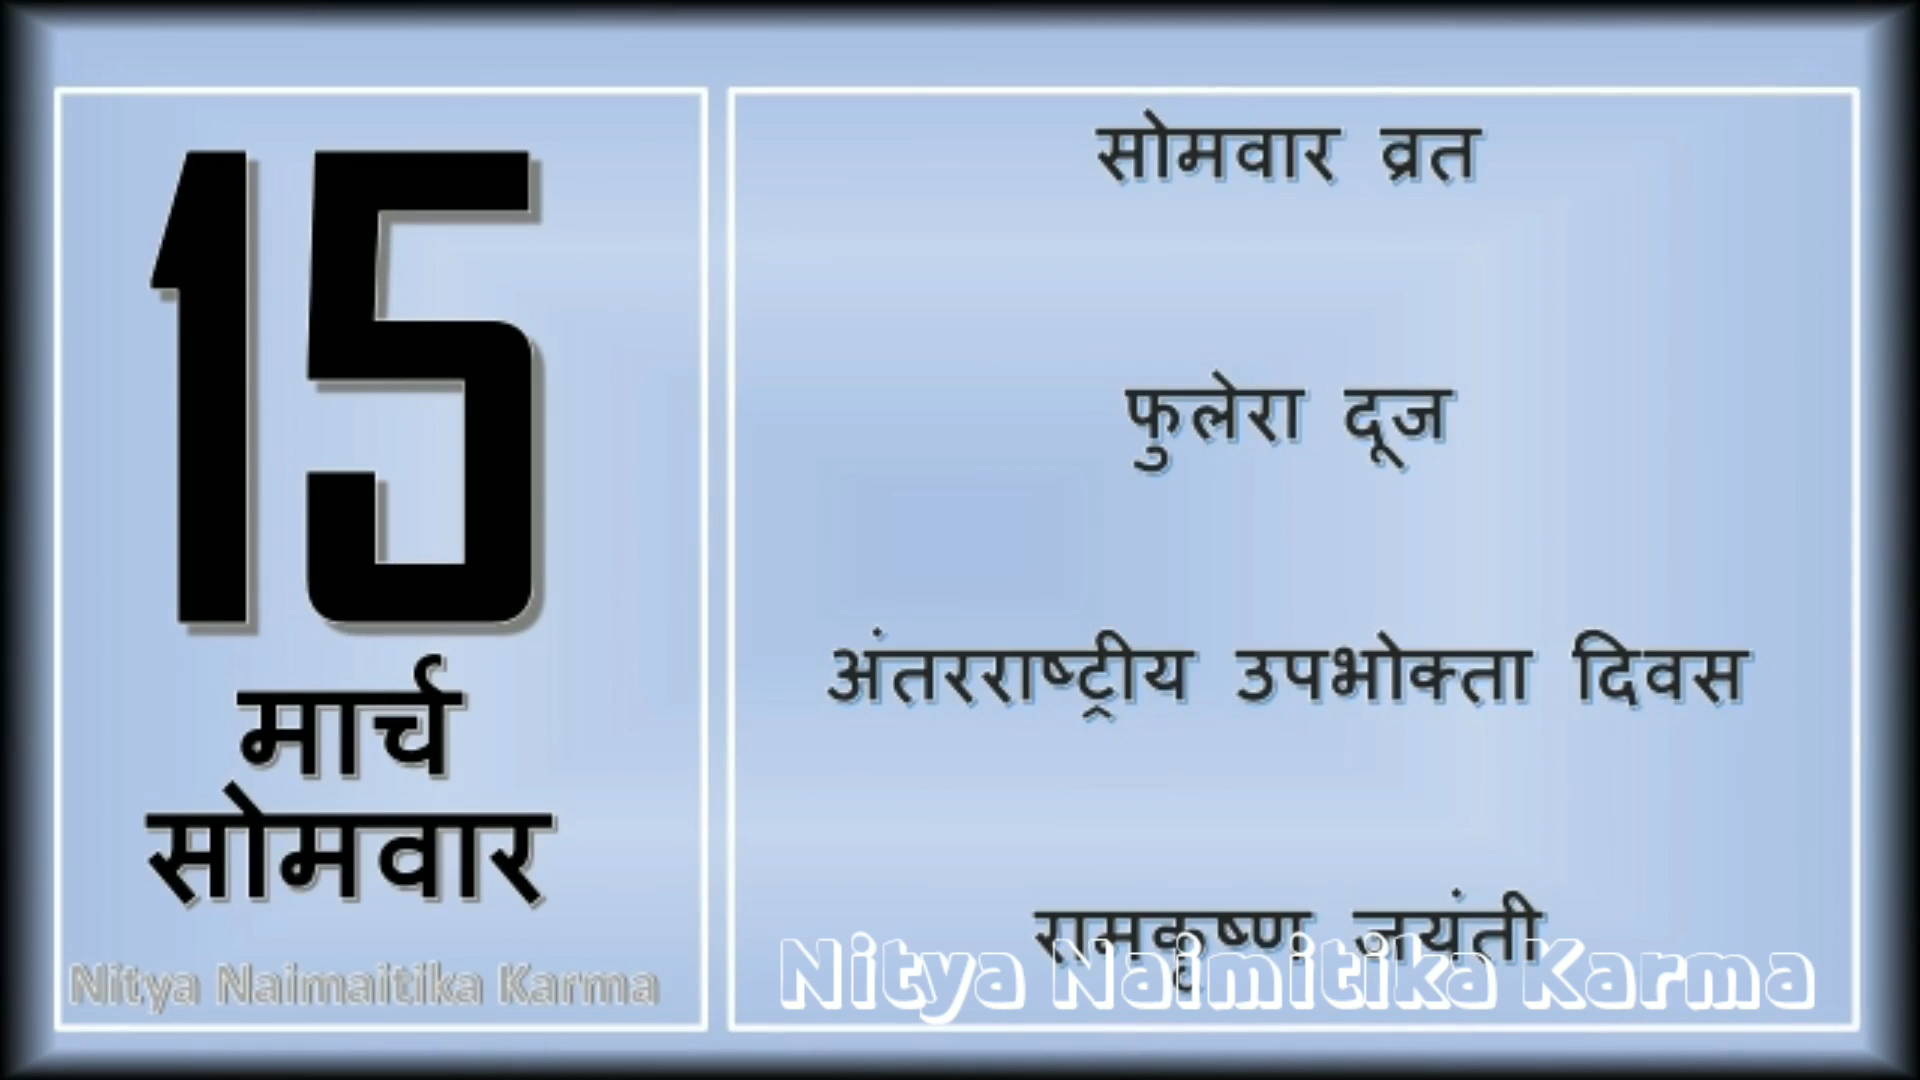 15
मार्च
सोमवार
Nitya Naimaitika Karma
सोमवार व्रत
फुलेरा दूज
अंतरराष्ट्रीय उपभोक्ता दिवस
रामकृष्ण जयंती
Nitya Naimitika Karma